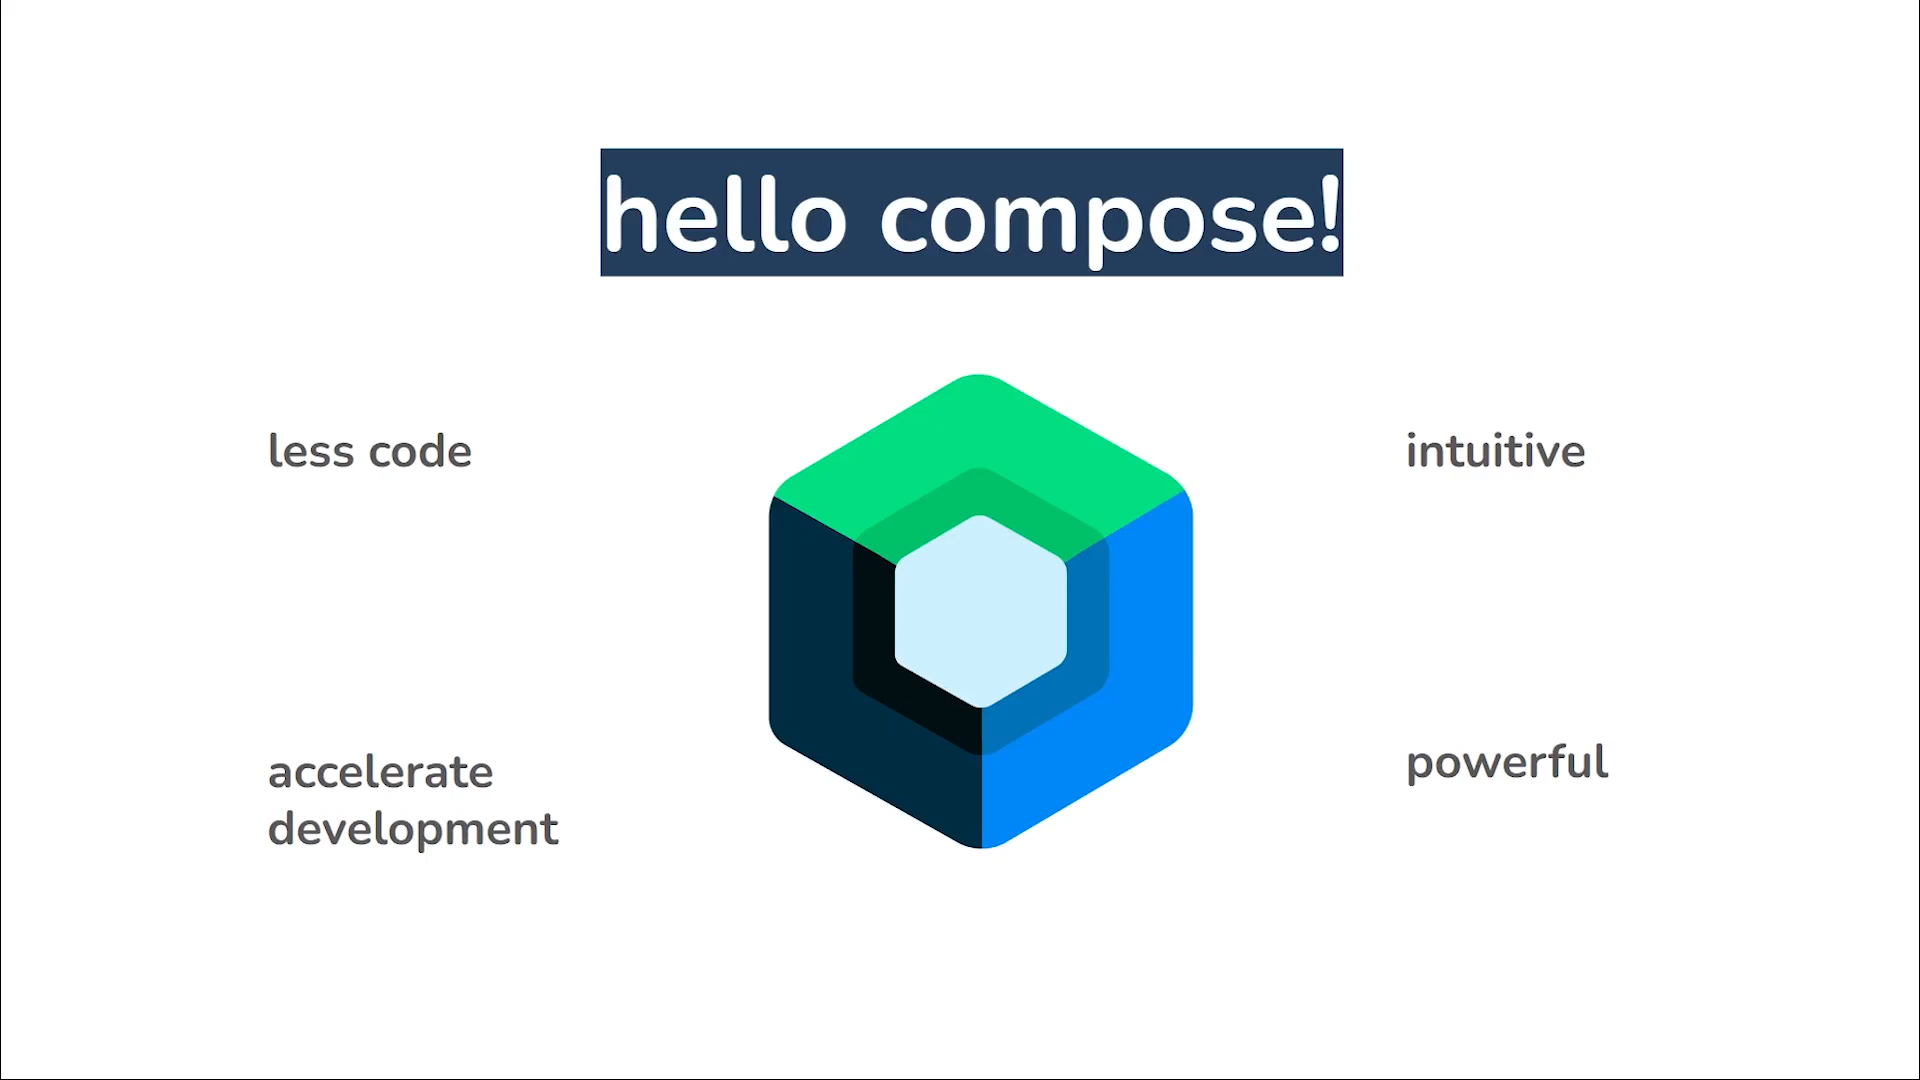 hello compose!
less code
intuitive
accelerate
development
powerful